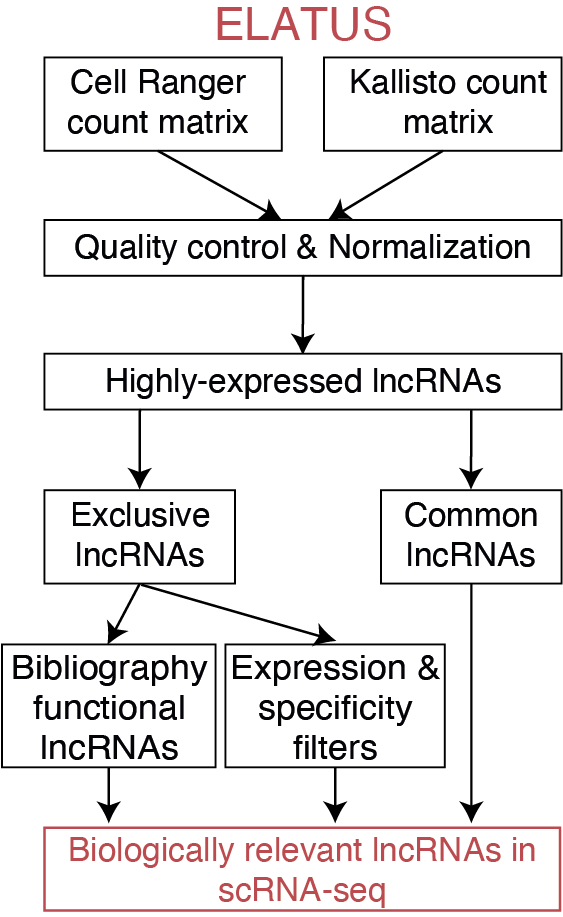 ELATUS
Cell Ranger
count matrix
Kallisto count
matrix
Quality control & Normalization
Highly-expressed lncRNAs
Exclusive
lncRNAs
Common
lncRNAs
Bibliography
functional
lncRNAs
Expression &
specificity
filters
Biologically relevant lncRNAs in
scRNA-seq